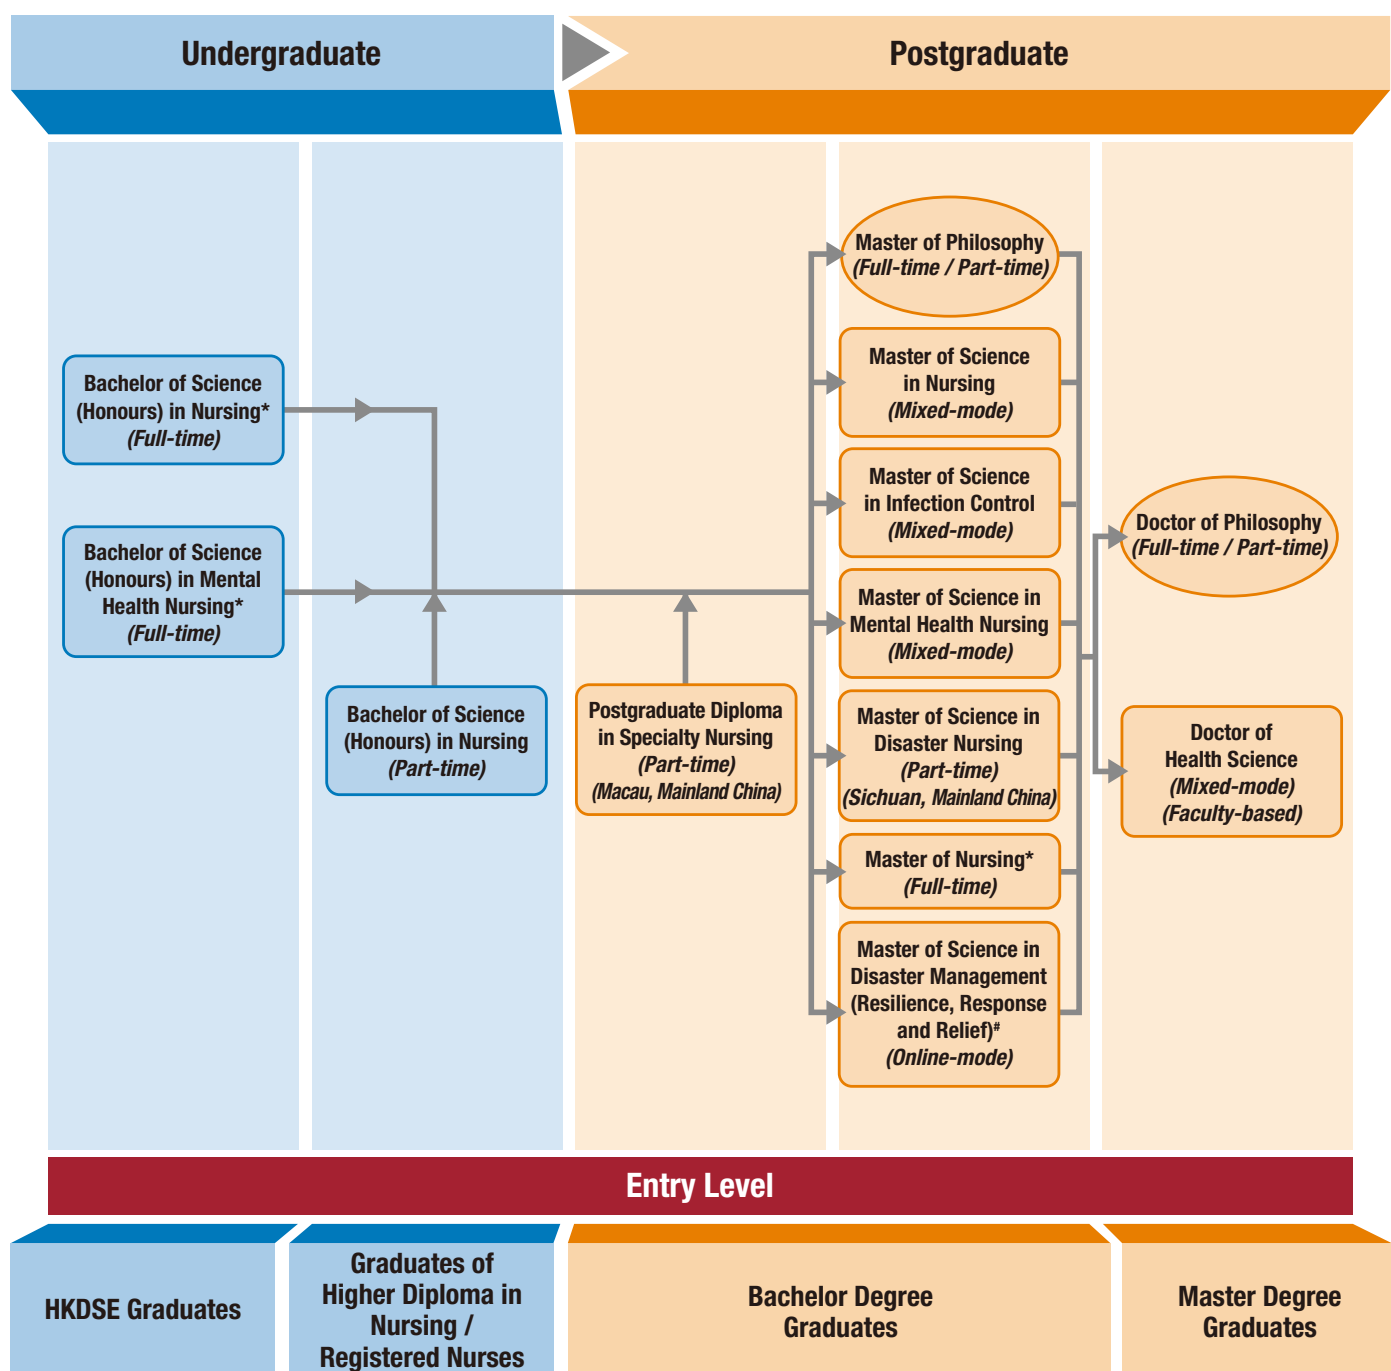 Undergraduate
Postgraduate
Bachelor of Science
(Honours) in Nursing*
(Full-time)
Bachelor of Science
(Honours) in Mental
Health Nursing*
(Full-time)
Bachelor of Science
(Honours) in Nursing
(Part-time)
Postgraduate Diploma
in Specialty Nursing
(Part-time)
(Macau, Mainland China)
Master of Philosophy
(Full-time / Part-time)
Master of Science
in Nursing
(Mixed-mode)
Master of Science
in Infection Control
(Mixed-mode)
Master of Science in
Mental Health Nursing
(Mixed-mode)
Master of Science in
Disaster Nursing
(Part-time)
(Sichuan, Mainland China)
Master of Nursing*
(Full-time)
Master of Science in
Disaster Management
(Resilience, Response
and Relief)#
(Online-mode)
Doctor of Philosophy
(Full-time / Part-time)
Doctor of
Health Science
(Mixed-mode)
(Faculty-based)
Entry Level
HKDSE Graduates
Graduates of
Higher Diploma in
Nursing /
Registered Nurses
Bachelor Degree
Graduates
Master Degree
Graduates